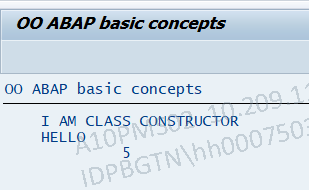 OO ABAP basic concepts
OO ABAP basic concepts
I AM CLASS CONSTRUCTOR
HELLO
5